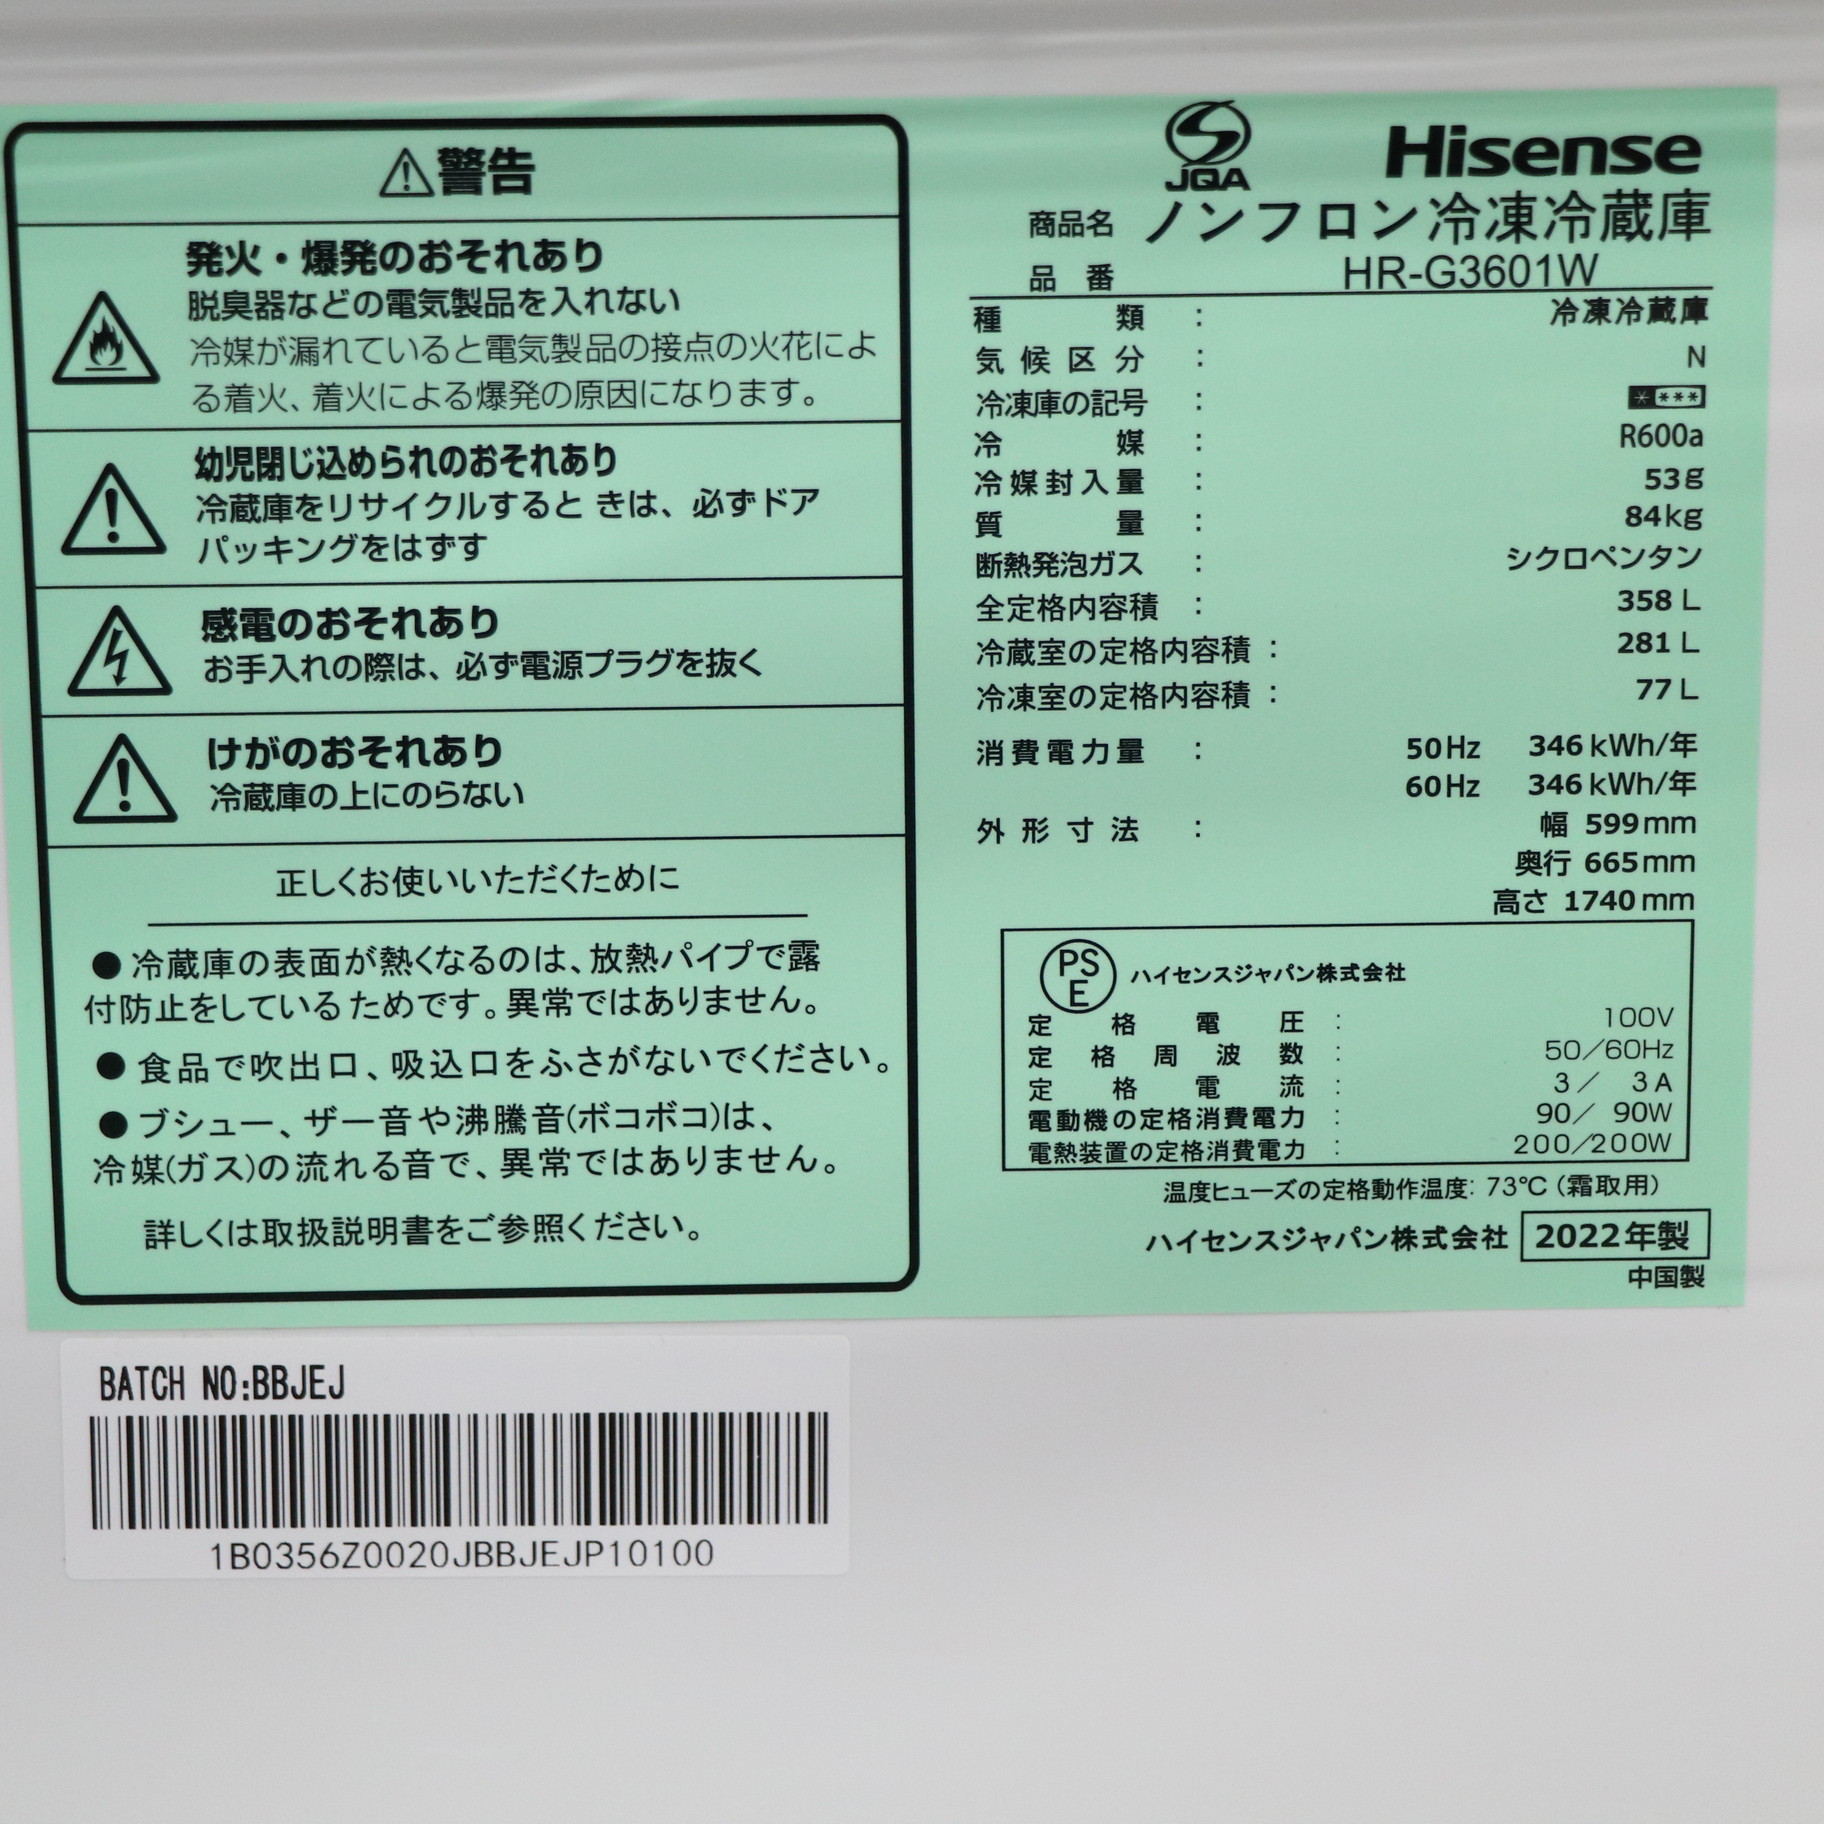 警告
発火・爆発のおそれあり
脱臭器などの電気製品を入れない
冷媒が漏れていると電気製品の接点の火花によ
る着火、着火による爆発の原因になります。
幼児閉じ込められのおそれあり
冷蔵庫をリサイクルすると きは、必ずドア
パッキングをはずす
感電のおそれあり
お手入れの際は、必ず電源プラグを抜く
けがのおそれあり
冷蔵庫の上にのらない
正しくお使いいただくために
●冷蔵庫の表面が熱くなるのは、放熱パイプで露
付防止をしているためです。異常ではありません。
●食品で吹出口、吸込口をふさがないでください。
●ブシュー、ザー音や沸騰音(ボコボコ)は、
冷媒(ガス)の流れる音で、異常ではありません。
詳しくは取扱説明書をご参照ください。
JQA
Hisense
商品名 ノンフロン冷凍冷蔵庫
品番 HR-G3601W
種類 : 冷凍冷蔵庫
気候区分 : N
冷凍庫の記号 : * ***
冷媒 : R600a
冷媒封入量 : 53g
質量 : 84kg
断熱発泡ガス : シクロペンタン
全定格内容積 : 358 L
冷蔵室の定格内容積 : 281 L
冷凍室の定格内容積 : 77 L
消費電力量 : 50Hz 346 kWh/年
60Hz 346 kWh/年
外形寸法 : 幅 599mm
奥行 665mm
高さ 1740mm
PSE ハイセンスジャパン株式会社
定格電圧 : 100V
定格周波数 : 50/60Hz
定格電流 : 3/ 3A
電動機の定格消費電力 : 90/ 90W
電熱装置の定格消費電力 : 200/200W
温度ヒューズの定格動作温度: 73℃(霜取用)
ハイセンスジャパン株式会社 2022年製
中国製
BATCH NO:BBJEJ
1B0356Z0020JBBJEJP10100